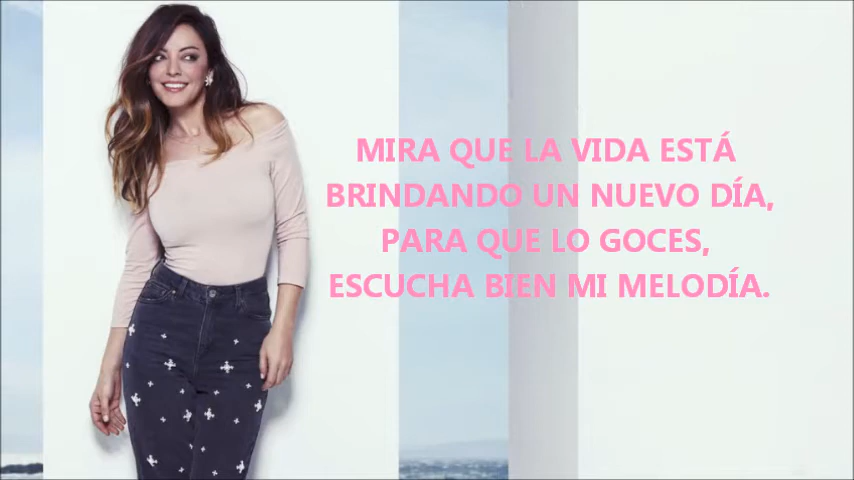 MIRA QUE LA VIDA ESTÁ
BRINDANDO UN NUEVO DÍA,
PARA QUE LO GOCES,
ESCUCHA BIEN MI MELODÍA.